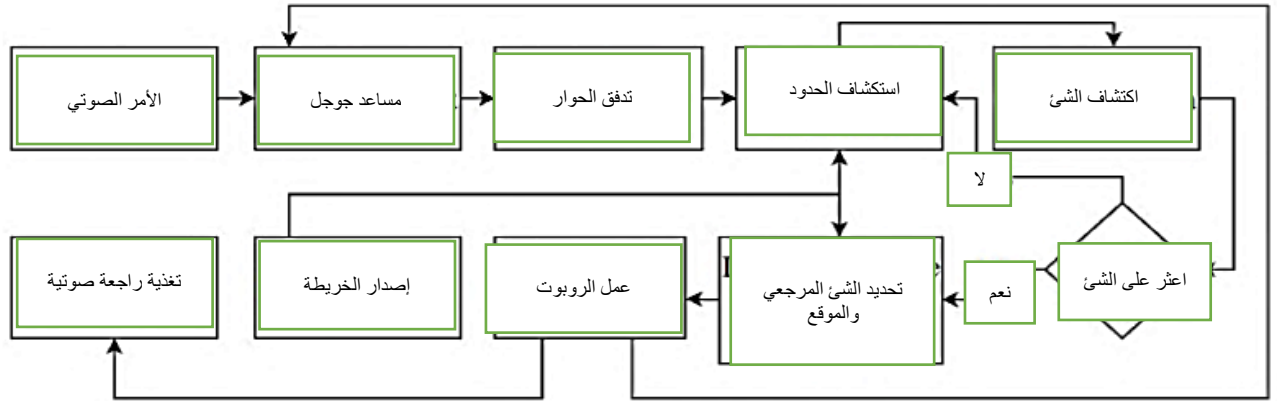 الأمر الصوتي
مساعد جوجل
تدفق الحوار
استكشاف الحدود
اكتشاف الشئ
لا
اعثر على الشئ
نعم
تحديد الشئ المرجعي
والموقع
عمل الروبوت
إصدار الخريطة
تغذية راجعة صوتية